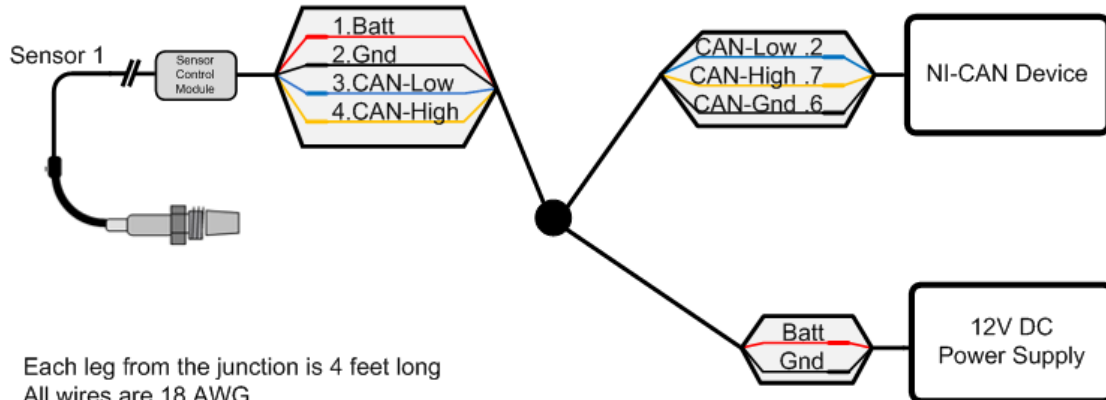 Sensor 1
Sensor
Control
Module
1.Batt
2.Gnd
3.CAN-Low
4.CAN-High
CAN-Low .2
CAN-High .7
CAN-Gnd .6
NI-CAN Device
Batt
Gnd
12V DC
Power Supply
Each leg from the junction is 4 feet long
All wires are 18 AWG